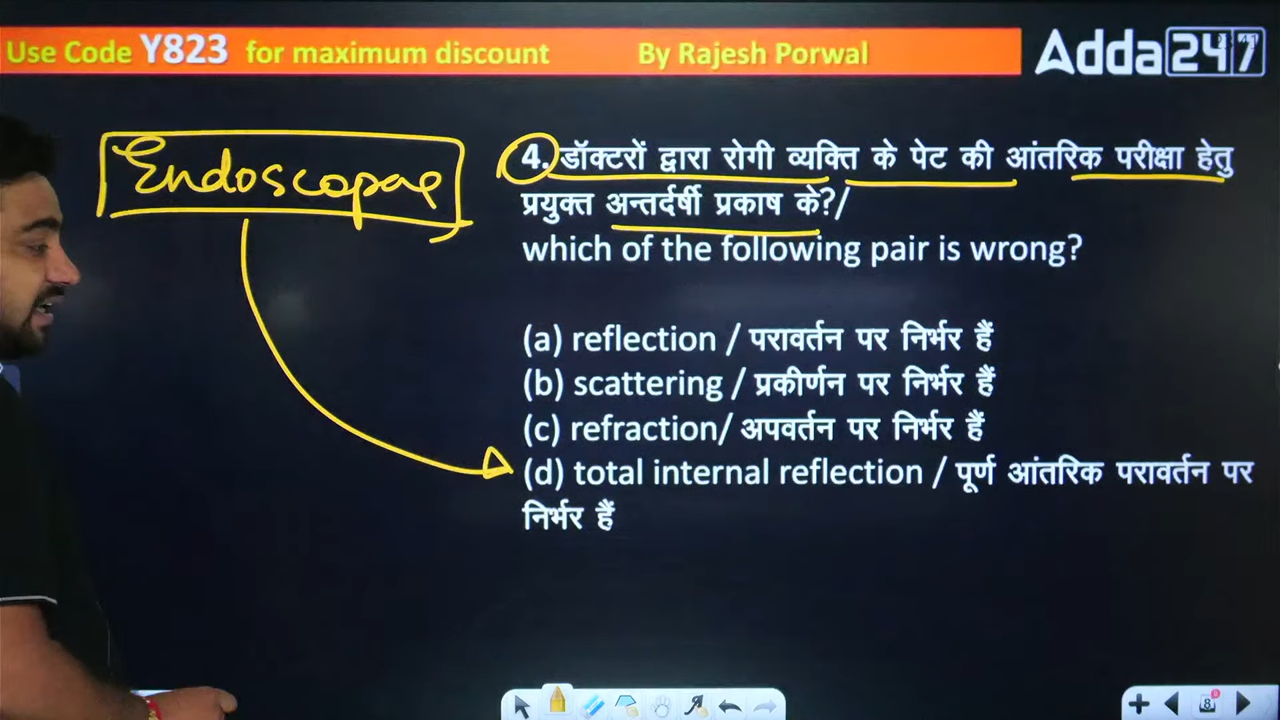 Use Code Y823 for maximum discount By Rajesh Porwal
Adda247
Endoscopae
4. डॉक्टरों द्वारा रोगी व्यक्ति के पेट की आंतरिक परीक्षा हेतु
प्रयुक्त अन्तर्दर्षी प्रकाष के?/
which of the following pair is wrong?
(a) reflection / परावर्तन पर निर्भर हैं
(b) scattering / प्रकीर्णन पर निर्भर हैं
(c) refraction/ अपवर्तन पर निर्भर हैं
(d) total internal reflection / पूर्ण आंतरिक परावर्तन पर
निर्भर हैं
8